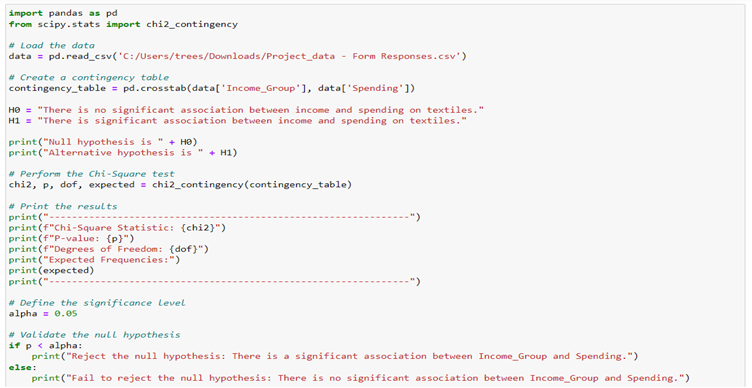 import pandas as pd
from scipy.stats import chi2_contingency
# Load the data
data = pd.read_csv('C:/Users/trees/Downloads/Project_data - Form Responses.csv')
# Create a contingency table
contingency_table = pd.crosstab(data['Income_Group'], data['Spending'])
H0 = "There is no significant association between income and spending on textiles."
H1 = "There is significant association between income and spending on textiles."
print("Null hypothesis is " + H0)
print("Alternative hypothesis is " + H1)
# Perform the Chi-Square test
chi2, p, dof, expected = chi2_contingency(contingency_table)
# Print the results
print("------------------------------------------------------------")
print(f"Chi-Square Statistic: {chi2}")
print(f"P-value: {p}")
print(f"Degrees of Freedom: {dof}")
print("Expected Frequencies:")
print(expected)
print("------------------------------------------------------------")
# Define the significance level
alpha = 0.05
# Validate the null hypothesis
if p < alpha:
    print("Reject the null hypothesis: There is a significant association between Income_Group and Spending.")
else:
    print("Fail to reject the null hypothesis: There is no significant association between Income_Group and Spending.")